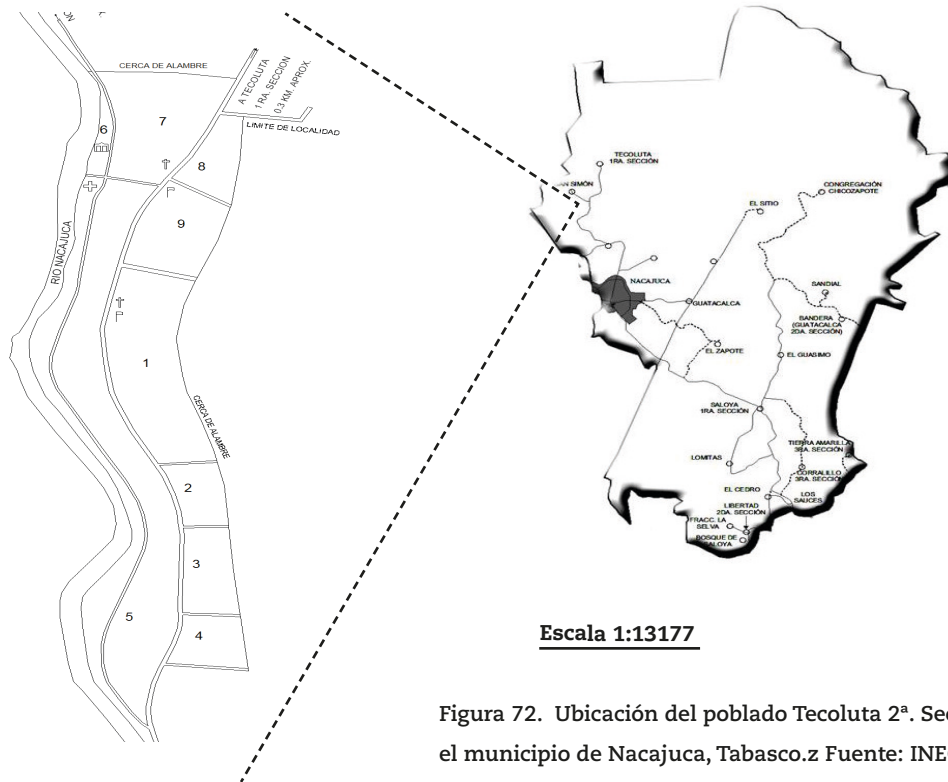 CERCA DE ALAMBRE
A TECOLUTA
1 RA. SECCION
0.3 KM. APROX.
LIMITE DE LOCALIDAD
6
7
8
9
RIO NACAJUCA
1
CERCA DE ALAMBRE
2
3
5
4
TECOLUTA
1RA. SECCIÓN
AN SIMÓN
CONGREGACIÓN
CHICOZAPOTE
EL SITIO
NACAJUCA
SANDIAL
GUATACALCA
BANDERA
(GUATACALCA
2DA. SECCIÓN)
EL ZAPOTE
EL GUASIMO
SALOYA
1RA. SECCIÓN
TIERRA AMARILLA
3RA. SECCIÓN
LOMITAS
CORRALILLO
3RA. SECCIÓN
EL CEDRO
LOS
SAUCES
LIBERTAD
2DA. SECCIÓN
FRACC. LA
SELVA
BOSQUE DE
SALOYA
Escala 1:13177
Figura 72. Ubicación del poblado Tecoluta 2ª. Sec
el municipio de Nacajuca, Tabasco.z Fuente: INE